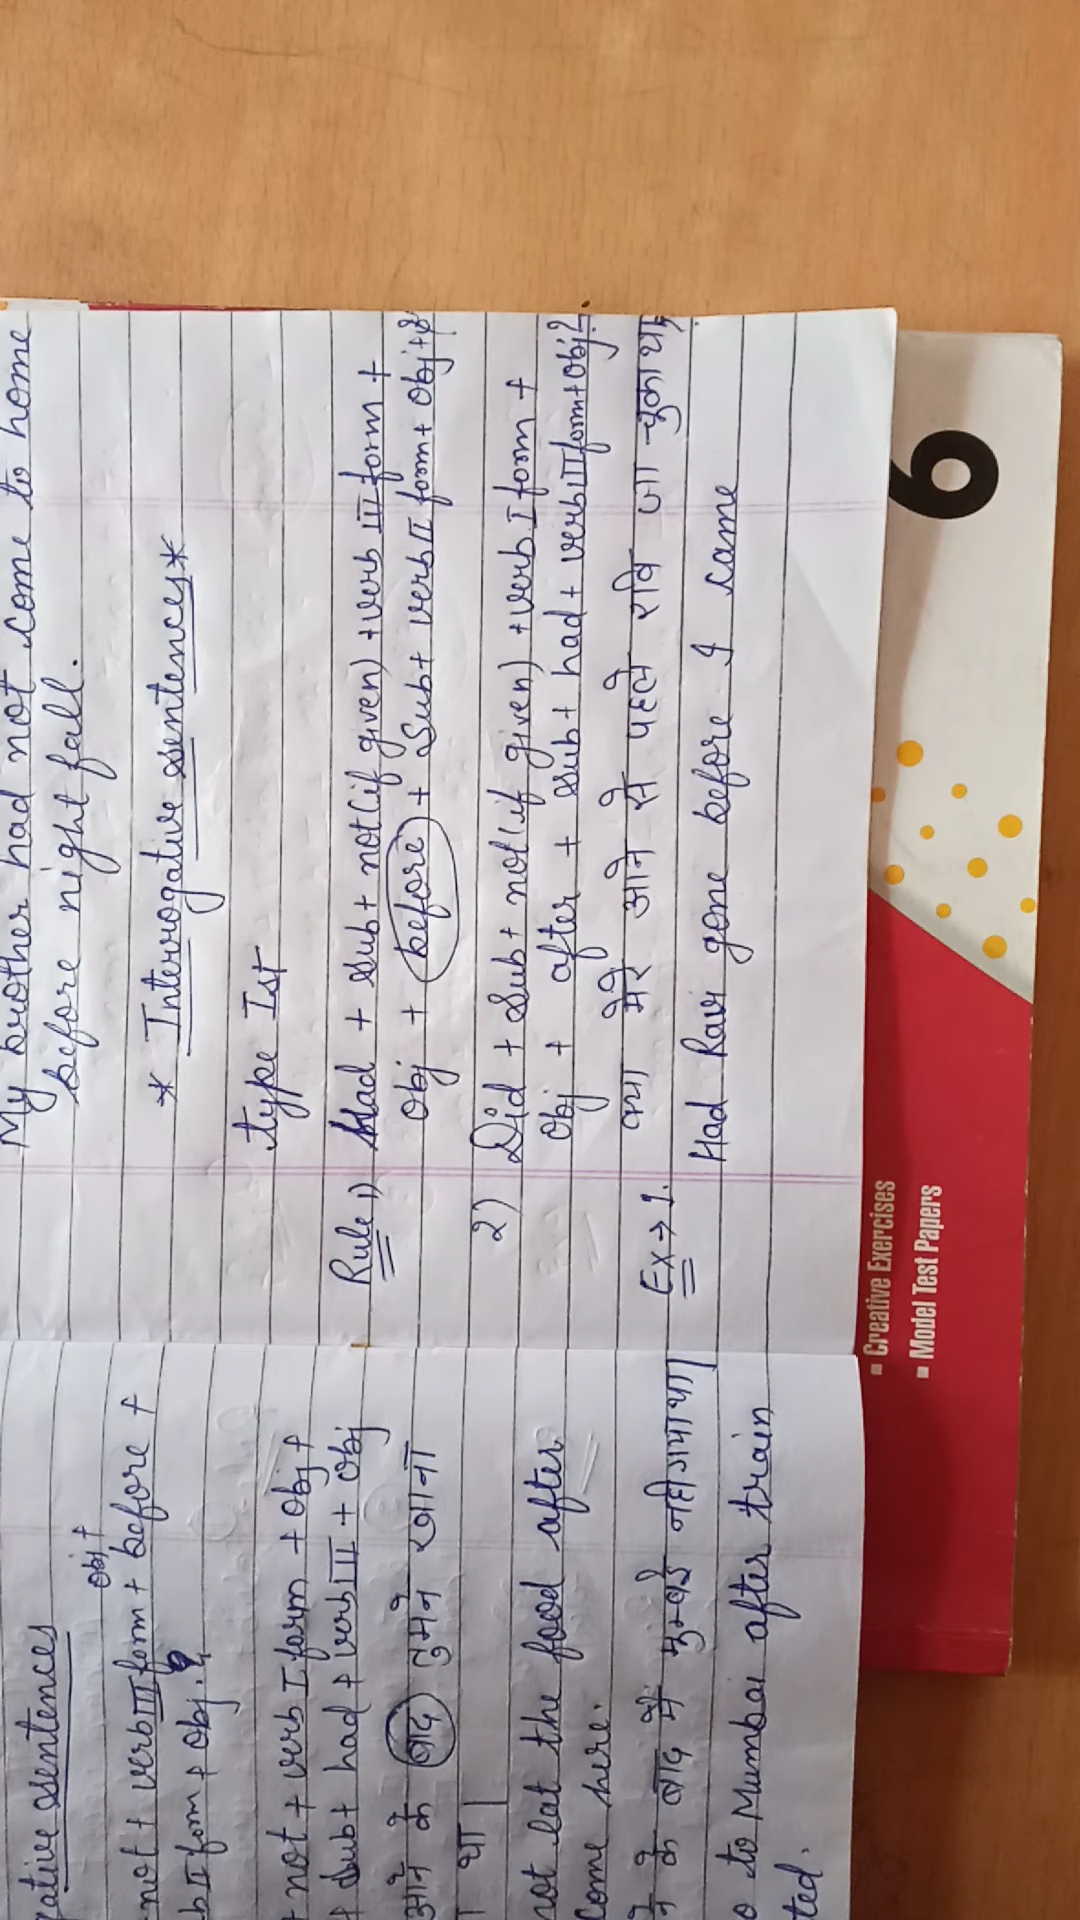 ative sentences
obj +
not + verb III form + before +
b II form + obj.
not + verb I form + obj +
+ sub + had + verb III + obj
आने के बाद तुमने खाना
था।
not eat the food after
come here.
ने के बाद में मुम्बई नहीं गया था।
o to Mumbai after train
ted.
My brother had not come to home
before night fall.
* Interrogative sentences *
type Ist
Rule 1) Had + sub + not (if given) + verb III form +
obj + before + Sub + verb II form + obj + ?
2) Did + sub + not (if given) + verb I form +
obj + after + sub + had + verb III form + obj?
Ex → 1. क्या मेरे आने से पहले रवि जा चुका था
Had Ravi gone before I came
▪ Creative Exercises
▪ Model Test Papers
6